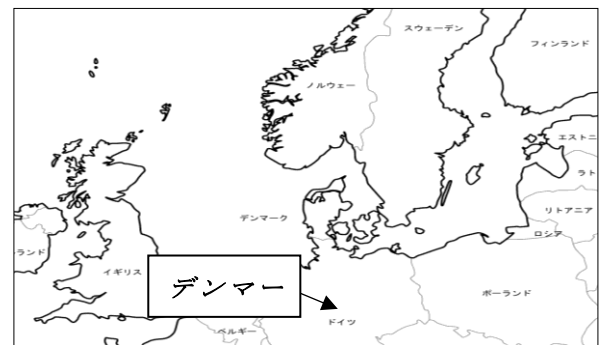 スウェーデン
フィンランド
ノルウェー
エストニ
ラト
リトアニア
デンマーク
ロシア
ランド
イギリス
デンマー
ポーランド
ドイツ
ベルギー